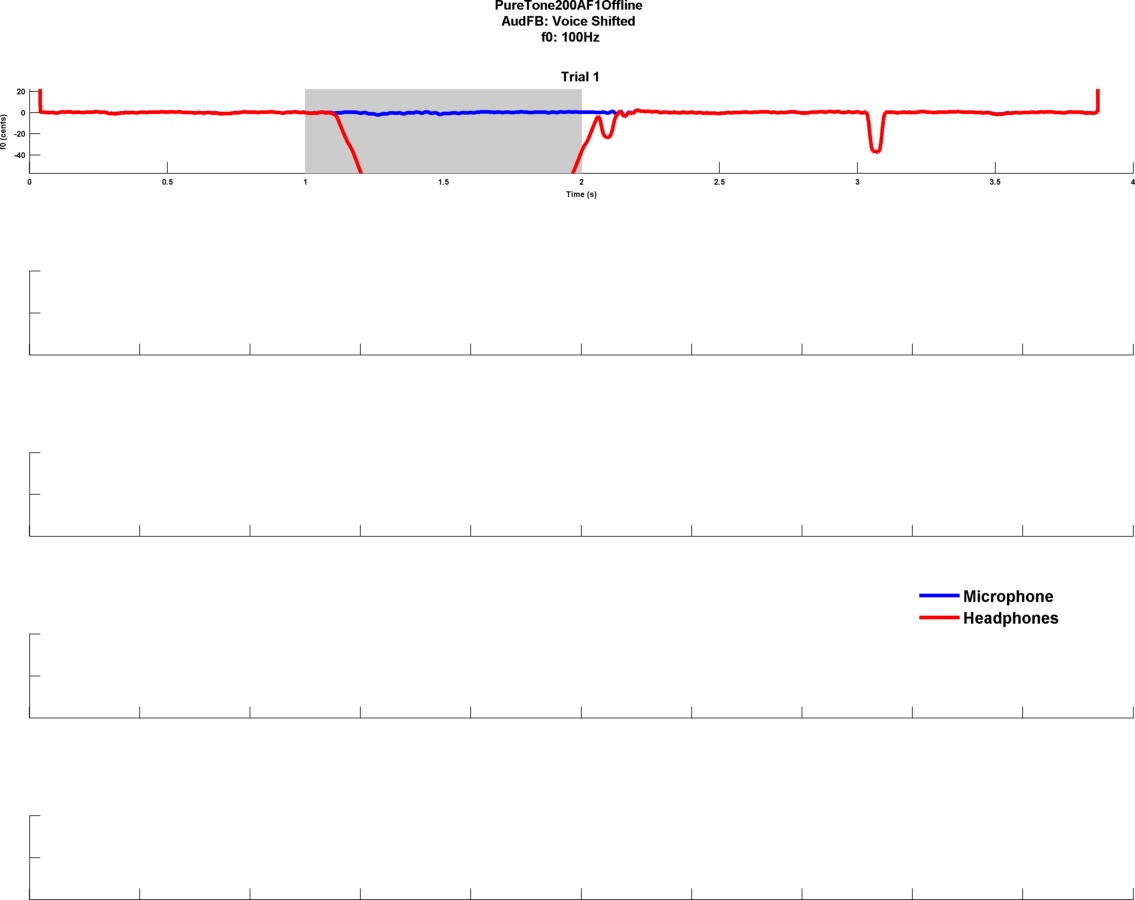 PureTone200AF1Offline
AudFB: Voice Shifted
f0: 100Hz
Trial 1
20
0
-20
-40
f0 (cents)
0 0.5 1 1.5 2 2.5 3 3.5 4
Time (s)
Microphone
Headphones